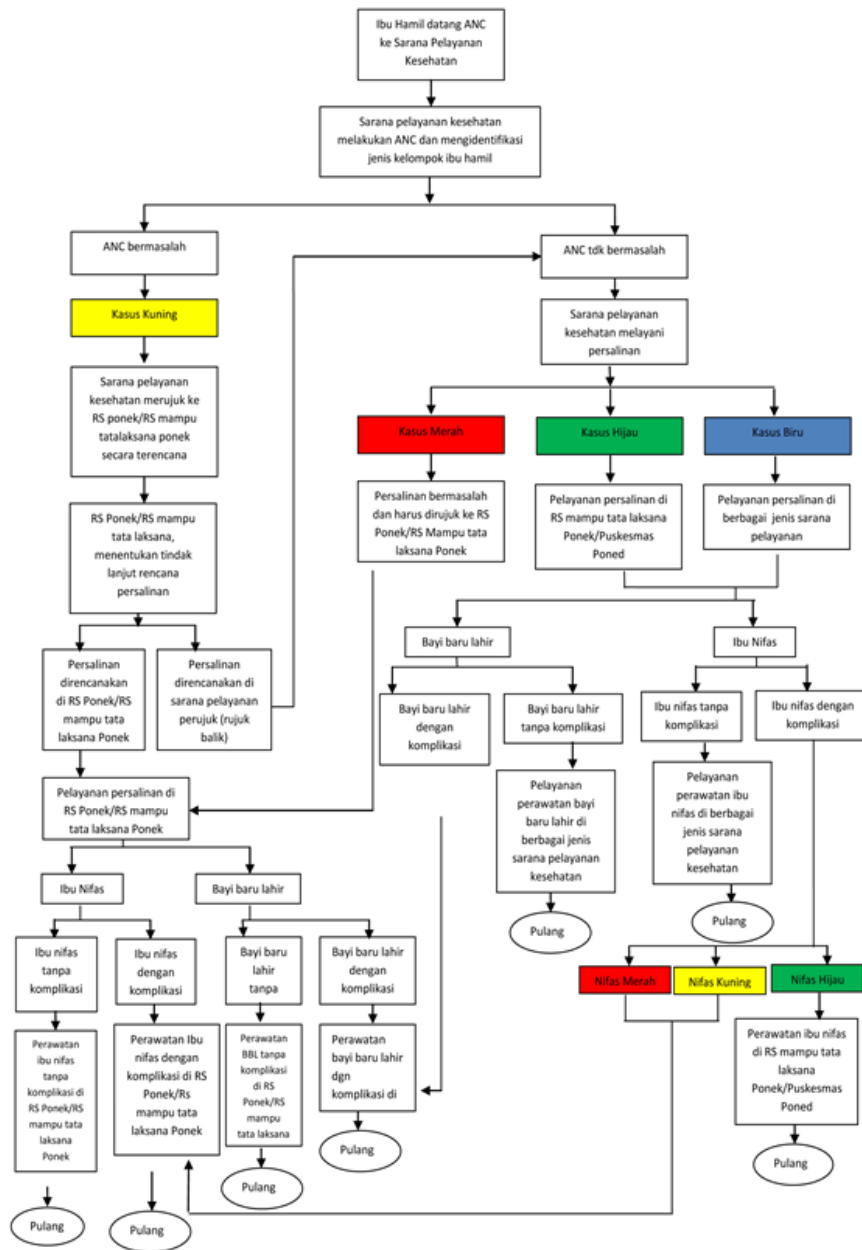 Ibu Hamil datang ANC
ke Sarana Pelayanan
Kesehatan
Sarana pelayanan kesehatan
melakukan ANC dan mengidentifikasi
jenis kelompok ibu hamil
ANC bermasalah
ANC tdk bermasalah
Kasus Kuning
Sarana pelayanan
kesehatan melayani
persalinan
Sarana pelayanan
kesehatan merujuk ke
RS ponek/RS mampu
tatalaksana ponek
secara terencana
Kasus Merah
Kasus Hijau
Kasus Biru
Persalinan bermasalah
dan harus dirujuk ke RS
Ponek/RS Mampu tata
laksana Ponek
Pelayanan persalinan di
RS mampu tata laksana
Ponek/Puskesmas
Poned
Pelayanan persalinan di
berbagai jenis sarana
pelayanan
RS Ponek/RS mampu
tata laksana,
menentukan tindak
lanjut rencana
persalinan
Persalinan
direncanakan
di RS Ponek/RS
mampu tata
laksana Ponek
Persalinan
direncanakan di
sarana pelayanan
perujuk (rujuk
balik)
Bayi baru lahir
Ibu Nifas
Bayi baru lahir
dengan
komplikasi
Bayi baru lahir
tanpa komplikasi
Ibu nifas tanpa
komplikasi
Ibu nifas dengan
komplikasi
Pelayanan persalinan di
RS Ponek/RS mampu
tata laksana Ponek
Pelayanan
perawatan bayi
baru lahir di
berbagai jenis
sarana pelayanan
kesehatan
Pelayanan
perawatan ibu
nifas di berbagai
jenis sarana
pelayanan
kesehatan
Pulang
Pulang
Ibu Nifas
Bayi baru lahir
Ibu nifas
tanpa
komplikasi
Ibu nifas
dengan
komplikasi
Bayi baru
lahir tanpa
Bayi baru lahir
dengan
komplikasi
Nifas Merah
Nifas Kuning
Nifas Hijau
Perawatan
ibu nifas
tanpa
komplikasi di
RS Ponek/RS
mampu tata
laksana
Ponek
Perawatan Ibu
nifas dengan
komplikasi di RS
Ponek/Rs
mampu tata
laksana Ponek
Perawatan
BBL tanpa
komplikasi
di RS
Ponek/RS
mampu
tata laksana
Perawatan
bayi baru lahir
dgn
komplikasi di
Perawatan ibu nifas
di RS mampu tata
laksana
Ponek/Puskesmas
Poned
Pulang
Pulang
Pulang
Pulang
Pulang